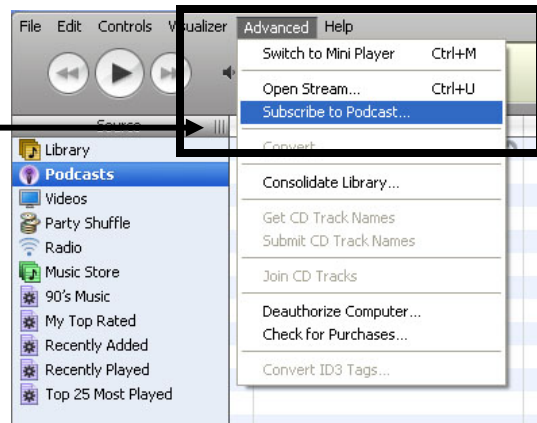 File Edit Controls Visualizer Advanced Help
Switch to Mini Player Ctrl+M
Open Stream... Ctrl+U
Subscribe to Podcast...
Convert
Consolidate Library...
Get CD Track Names
Submit CD Track Names
Join CD Tracks
Deauthorize Computer...
Check for Purchases...
Convert ID3 Tags...
Source
Library
Podcasts
Videos
Party Shuffle
Radio
Music Store
90's Music
My Top Rated
Recently Added
Recently Played
Top 25 Most Played